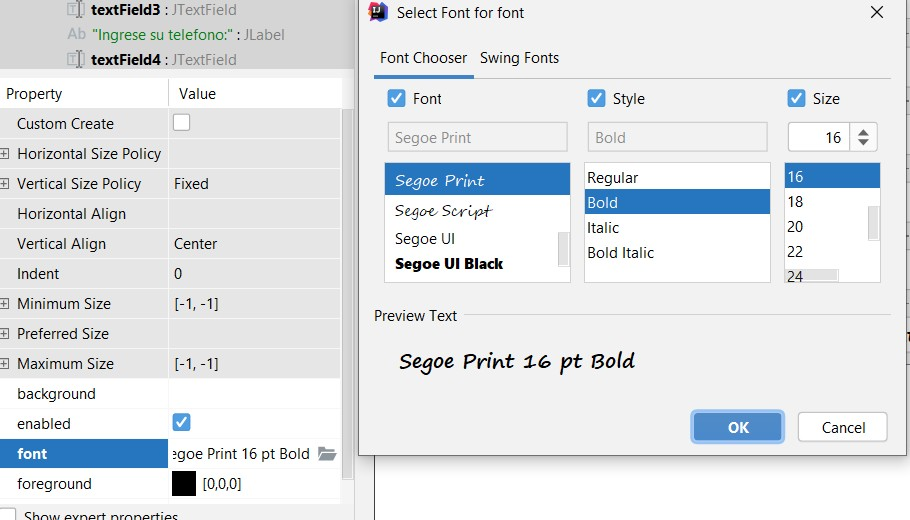 textField3 : JTextField
Ab "Ingrese su telefono:" : JLabel
textField4 : JTextField
Property Value
Custom Create
Horizontal Size Policy
Vertical Size Policy Fixed
Horizontal Align
Vertical Align Center
Indent 0
Minimum Size [-1, -1]
Preferred Size
Maximum Size [-1, -1]
background
enabled
font egoe Print 16 pt Bold
foreground [0,0,0]
Show expert properties
Select Font for font
Font Chooser Swing Fonts
Font Style Size
Segoe Print Bold 16
Segoe Print
Segoe Script
Segoe UI
Segoe UI Black
Regular
Bold
Italic
Bold Italic
16
18
20
22
24
Preview Text
Segoe Print 16 pt Bold
OK Cancel